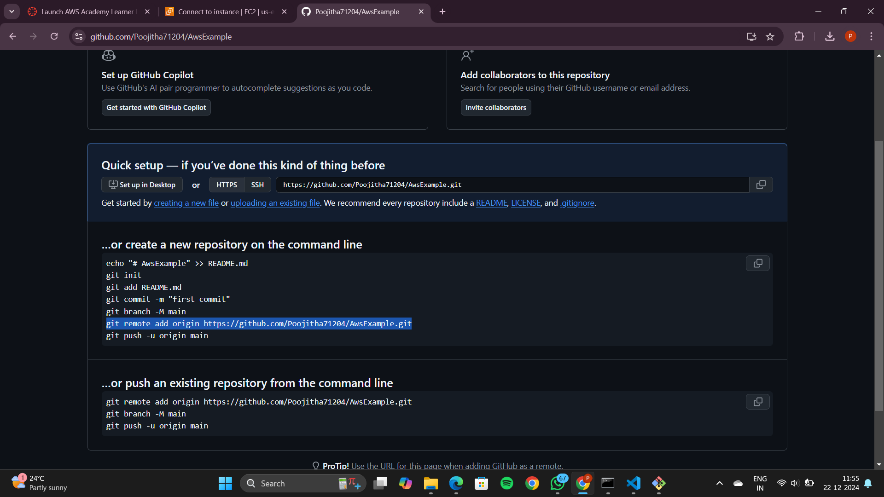 Launch AWS Academy Learner
Connect to instance | EC2 | us-e
Poojitha71204/AwsExample
github.com/Poojitha71204/AwsExample
P
Set up GitHub Copilot
Use GitHub's AI pair programmer to autocomplete suggestions as you code.
Get started with GitHub Copilot
Add collaborators to this repository
Search for people using their GitHub username or email address.
Invite collaborators
Quick setup — if you've done this kind of thing before
Set up in Desktop or HTTPS SSH https://github.com/Poojitha71204/AwsExample.git
Get started by creating a new file or uploading an existing file. We recommend every repository include a README, LICENSE, and .gitignore.
...or create a new repository on the command line
echo "# AwsExample" >> README.md
git init
git add README.md
git commit -m "first commit"
git branch -M main
git remote add origin https://github.com/Poojitha71204/AwsExample.git
git push -u origin main
...or push an existing repository from the command line
git remote add origin https://github.com/Poojitha71204/AwsExample.git
git branch -M main
git push -u origin main
ProTip! Use the URL for this page when adding GitHub as a remote.
24°C
Partly sunny
Search
ENG
IN
11:55
22-12-2024